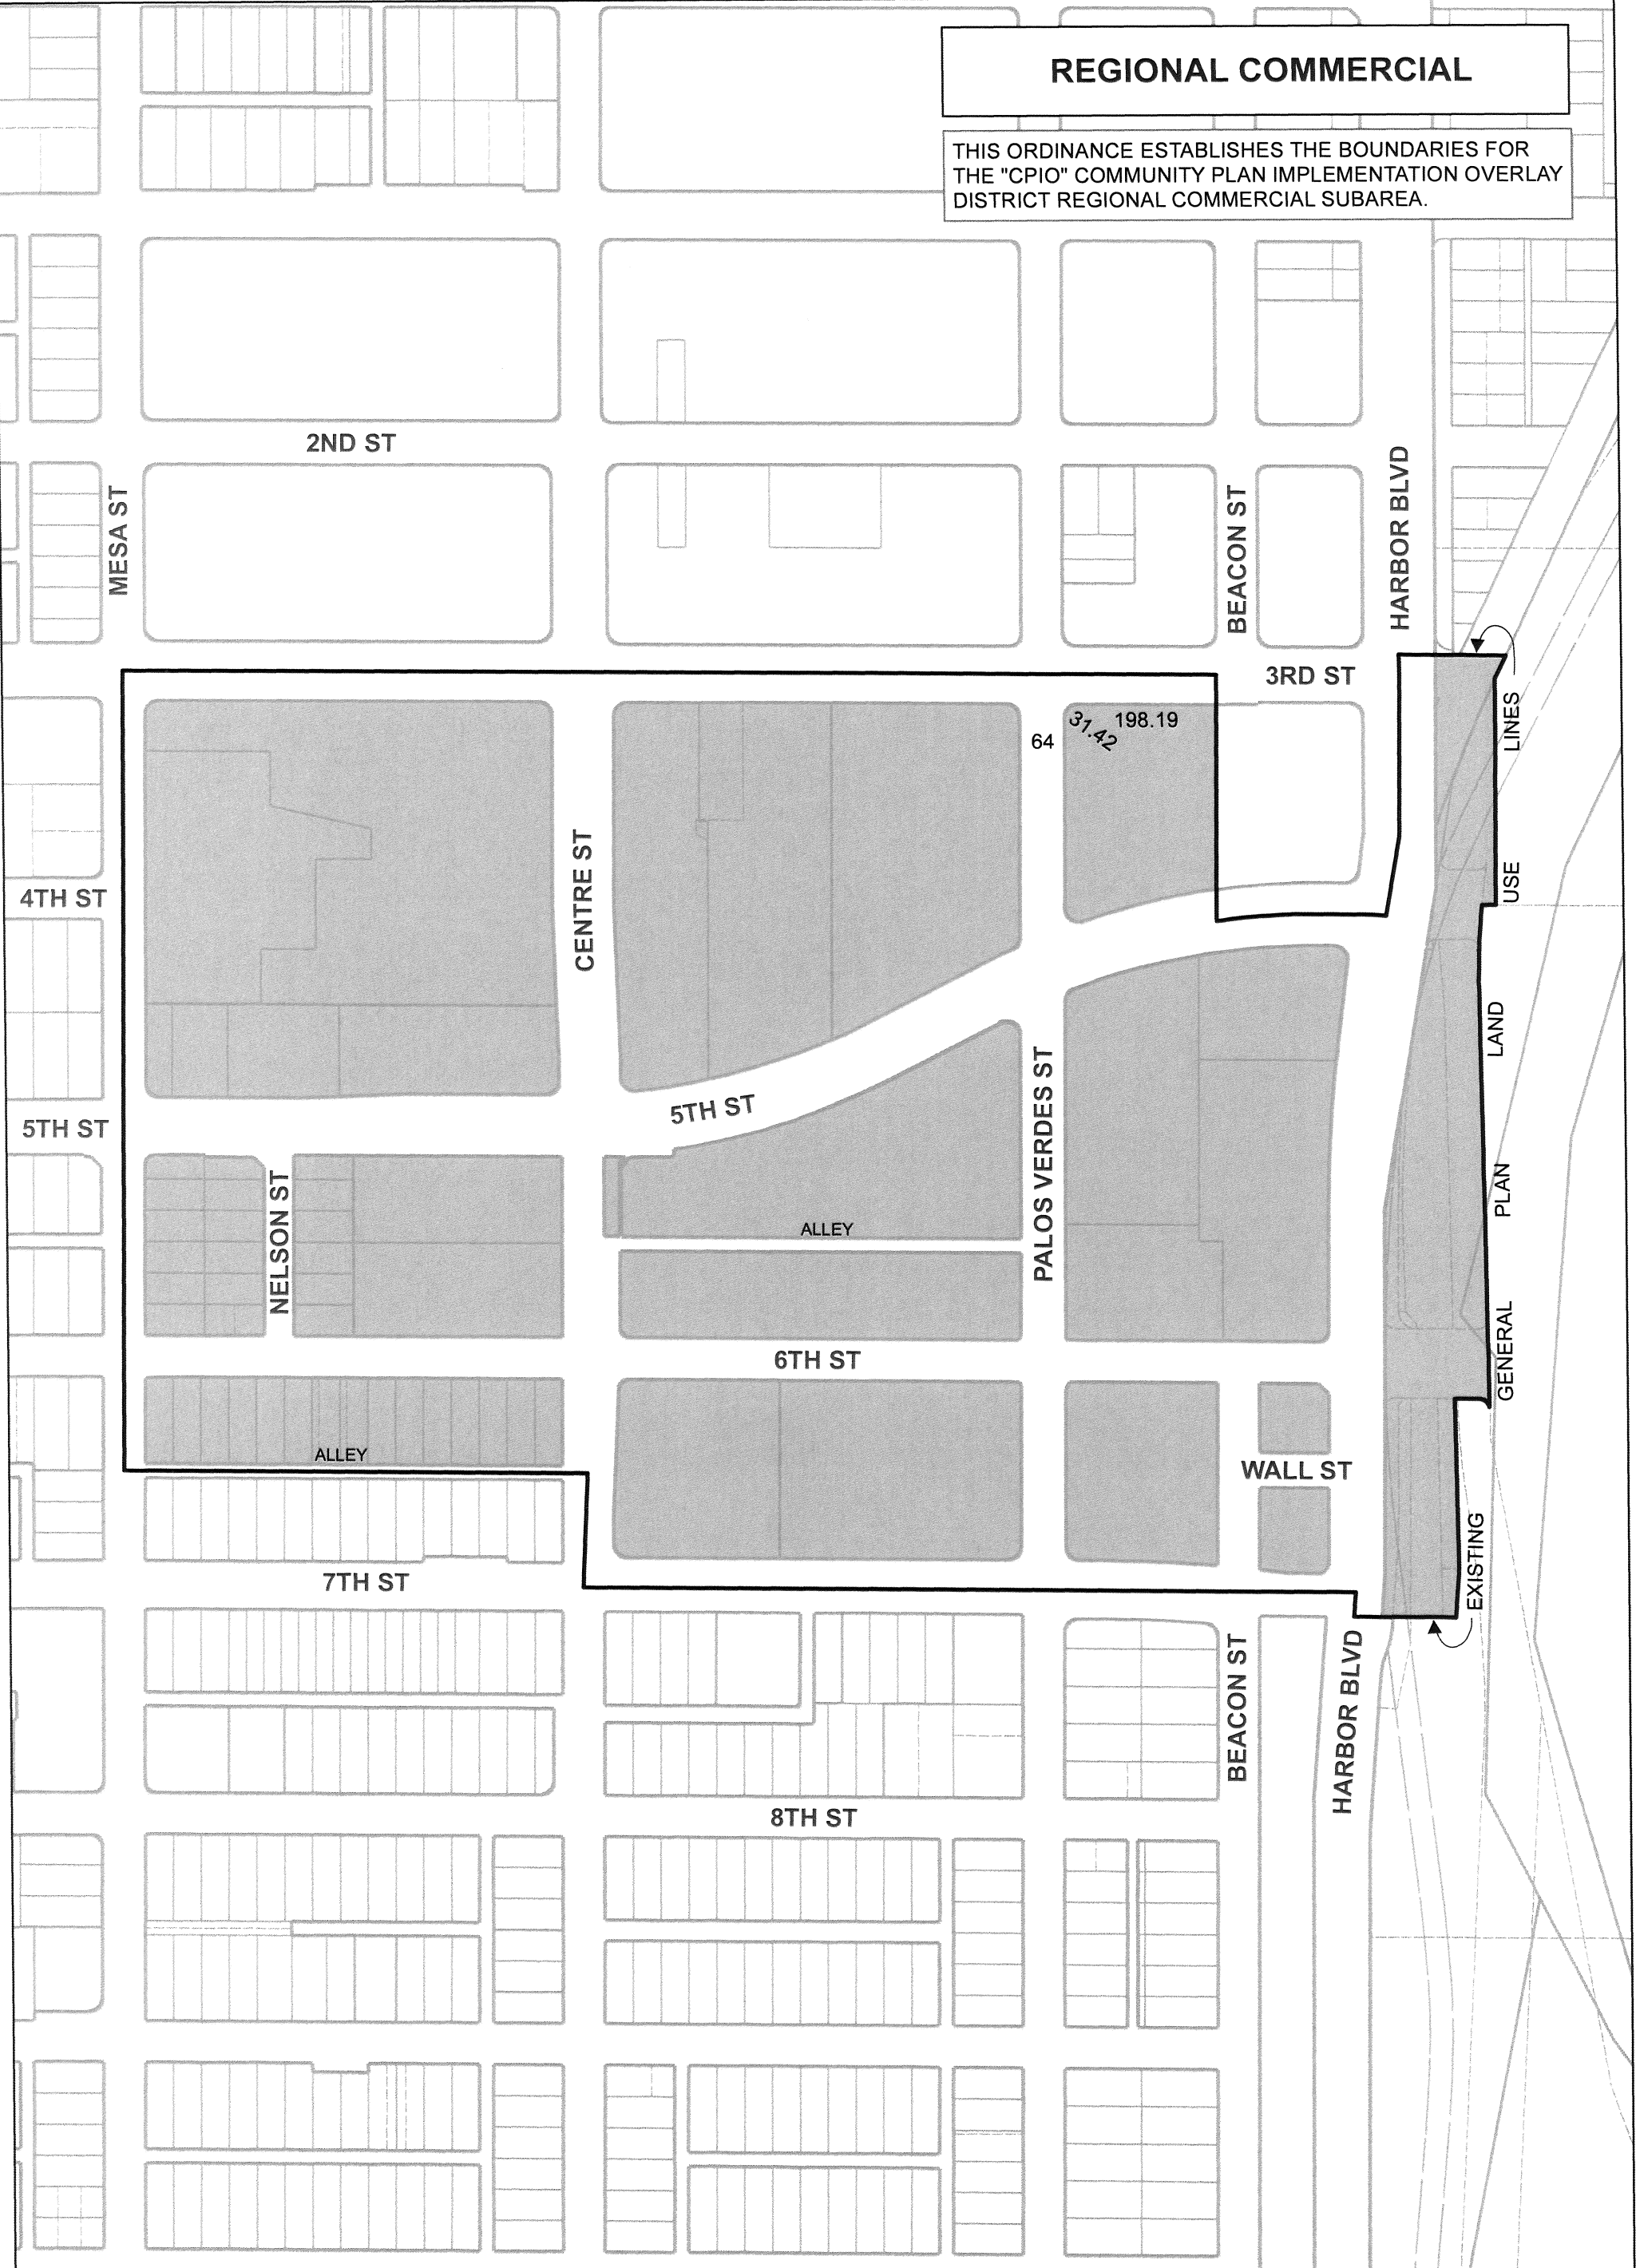 REGIONAL COMMERCIAL
THIS ORDINANCE ESTABLISHES THE BOUNDARIES FOR
THE "CPIO" COMMUNITY PLAN IMPLEMENTATION OVERLAY
DISTRICT REGIONAL COMMERCIAL SUBAREA.
2ND ST
MESA ST
BEACON ST
HARBOR BLVD
3RD ST
LINES
31.42
198.19
64
4TH ST
CENTRE ST
USE
LAND
5TH ST
5TH ST
PALOS VERDES ST
NELSON ST
ALLEY
PLAN
GENERAL
6TH ST
ALLEY
WALL ST
EXISTING
7TH ST
BEACON ST
HARBOR BLVD
8TH ST